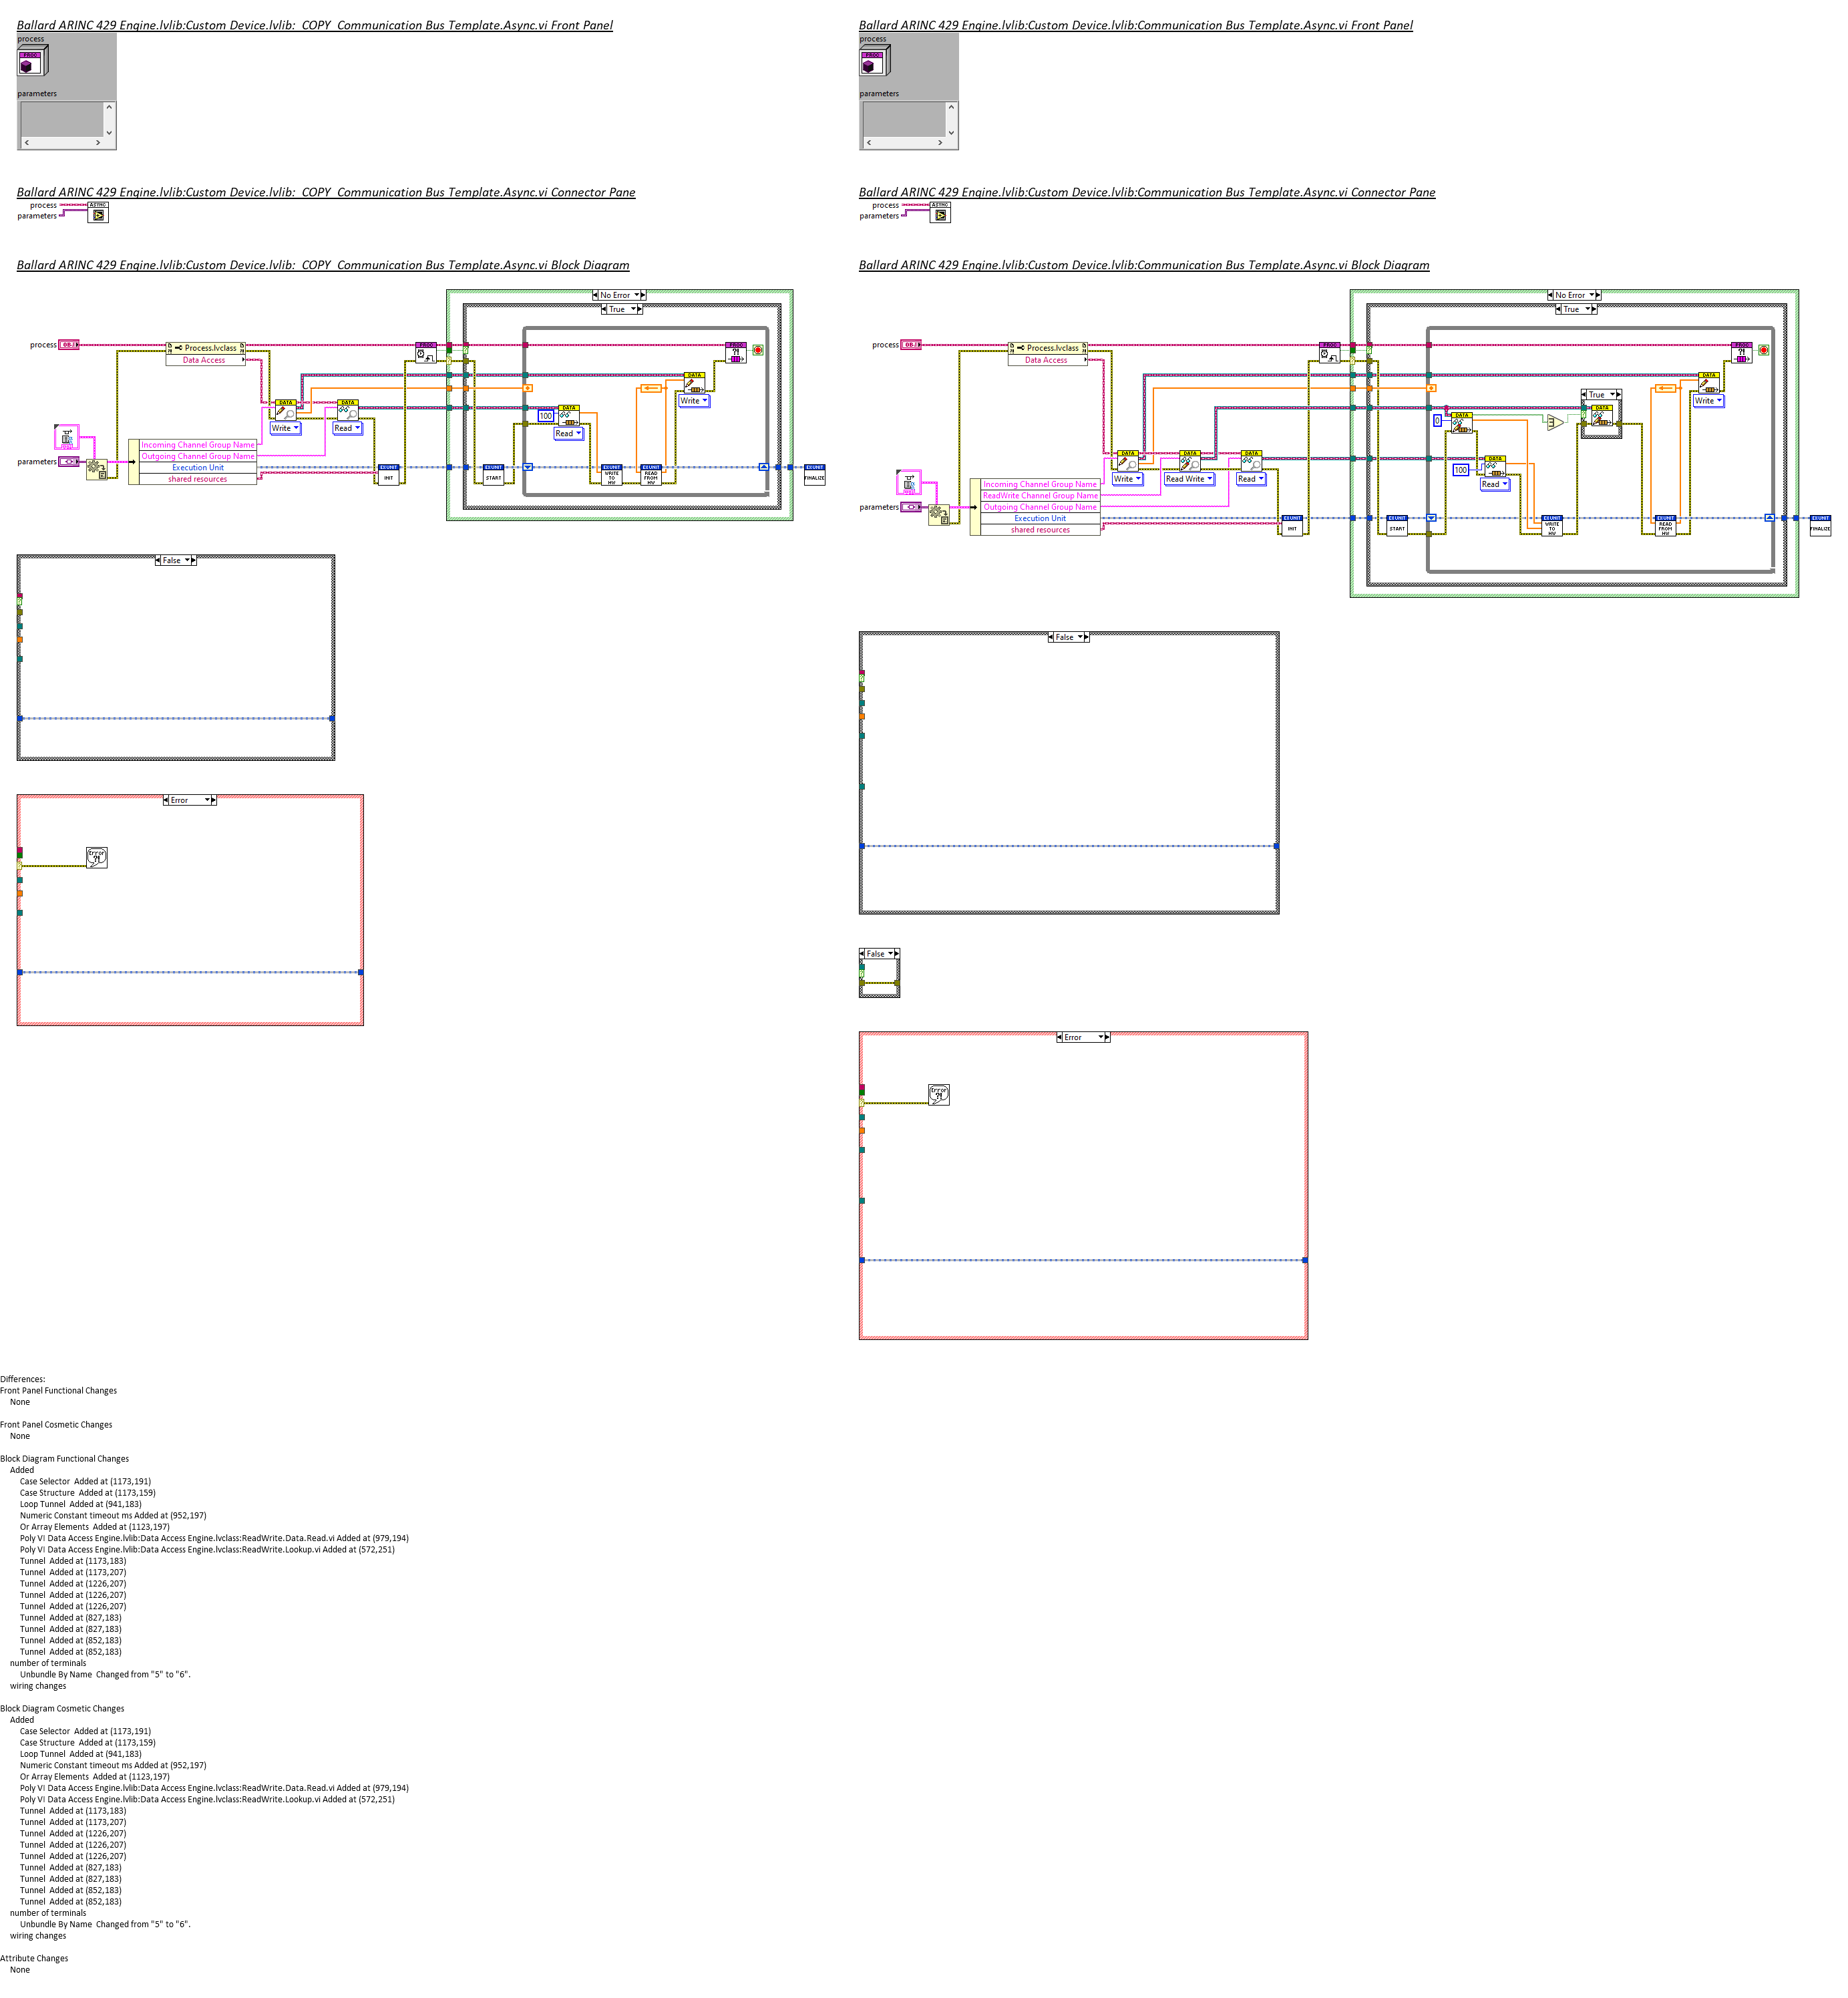 Ballard ARINC 429 Engine.lvlib:Custom Device.lvlib:  COPY  Communication Bus Template.Async.vi Front Panel
process
PROC
parameters
Ballard ARINC 429 Engine.lvlib:Custom Device.lvlib:  COPY  Communication Bus Template.Async.vi Connector Pane
process
ASYNC
parameters
Ballard ARINC 429 Engine.lvlib:Custom Device.lvlib:  COPY  Communication Bus Template.Async.vi Block Diagram
No Error
True
process
OBJ
Process.lvclass
Data Access
PROC
PROC
DATA
Write
DATA
DATA
Write
Read
100
DATA
Read
Incoming Channel Group Name
Outgoing Channel Group Name
parameters
Execution Unit
shared resources
EXUNIT
INIT
EXUNIT
START
EXUNIT
WRITE
TO
HW
EXUNIT
READ
FROM
HW
EXUNIT
FINALIZE
False
Error
Error
?!
Ballard ARINC 429 Engine.lvlib:Custom Device.lvlib:Communication Bus Template.Async.vi Front Panel
process
PROC
parameters
Ballard ARINC 429 Engine.lvlib:Custom Device.lvlib:Communication Bus Template.Async.vi Connector Pane
process
ASYNC
parameters
Ballard ARINC 429 Engine.lvlib:Custom Device.lvlib:Communication Bus Template.Async.vi Block Diagram
No Error
True
process
OBJ
Process.lvclass
Data Access
PROC
PROC
DATA
Write
True
DATA
0
DATA
DATA
DATA
DATA
Write
Read Write
Read
100
DATA
Read
Incoming Channel Group Name
ReadWrite Channel Group Name
Outgoing Channel Group Name
parameters
Execution Unit
shared resources
EXUNIT
INIT
EXUNIT
START
EXUNIT
WRITE
TO
HW
EXUNIT
READ
FROM
HW
EXUNIT
FINALIZE
False
False
Error
Error
?!
Differences:
Front Panel Functional Changes
None
Front Panel Cosmetic Changes
None
Block Diagram Functional Changes
Added
Case Selector  Added at (1173,191)
Case Structure  Added at (1173,159)
Loop Tunnel  Added at (941,183)
Numeric Constant timeout ms Added at (952,197)
Or Array Elements  Added at (1123,197)
Poly VI Data Access Engine.lvlib:Data Access Engine.lvclass:ReadWrite.Data.Read.vi Added at (979,194)
Poly VI Data Access Engine.lvlib:Data Access Engine.lvclass:ReadWrite.Lookup.vi Added at (572,251)
Tunnel  Added at (1173,183)
Tunnel  Added at (1173,207)
Tunnel  Added at (1226,207)
Tunnel  Added at (1226,207)
Tunnel  Added at (1226,207)
Tunnel  Added at (827,183)
Tunnel  Added at (827,183)
Tunnel  Added at (852,183)
Tunnel  Added at (852,183)
number of terminals
Unbundle By Name  Changed from "5" to "6".
wiring changes
Block Diagram Cosmetic Changes
Added
Case Selector  Added at (1173,191)
Case Structure  Added at (1173,159)
Loop Tunnel  Added at (941,183)
Numeric Constant timeout ms Added at (952,197)
Or Array Elements  Added at (1123,197)
Poly VI Data Access Engine.lvlib:Data Access Engine.lvclass:ReadWrite.Data.Read.vi Added at (979,194)
Poly VI Data Access Engine.lvlib:Data Access Engine.lvclass:ReadWrite.Lookup.vi Added at (572,251)
Tunnel  Added at (1173,183)
Tunnel  Added at (1173,207)
Tunnel  Added at (1226,207)
Tunnel  Added at (1226,207)
Tunnel  Added at (1226,207)
Tunnel  Added at (827,183)
Tunnel  Added at (827,183)
Tunnel  Added at (852,183)
Tunnel  Added at (852,183)
number of terminals
Unbundle By Name  Changed from "5" to "6".
wiring changes
Attribute Changes
None